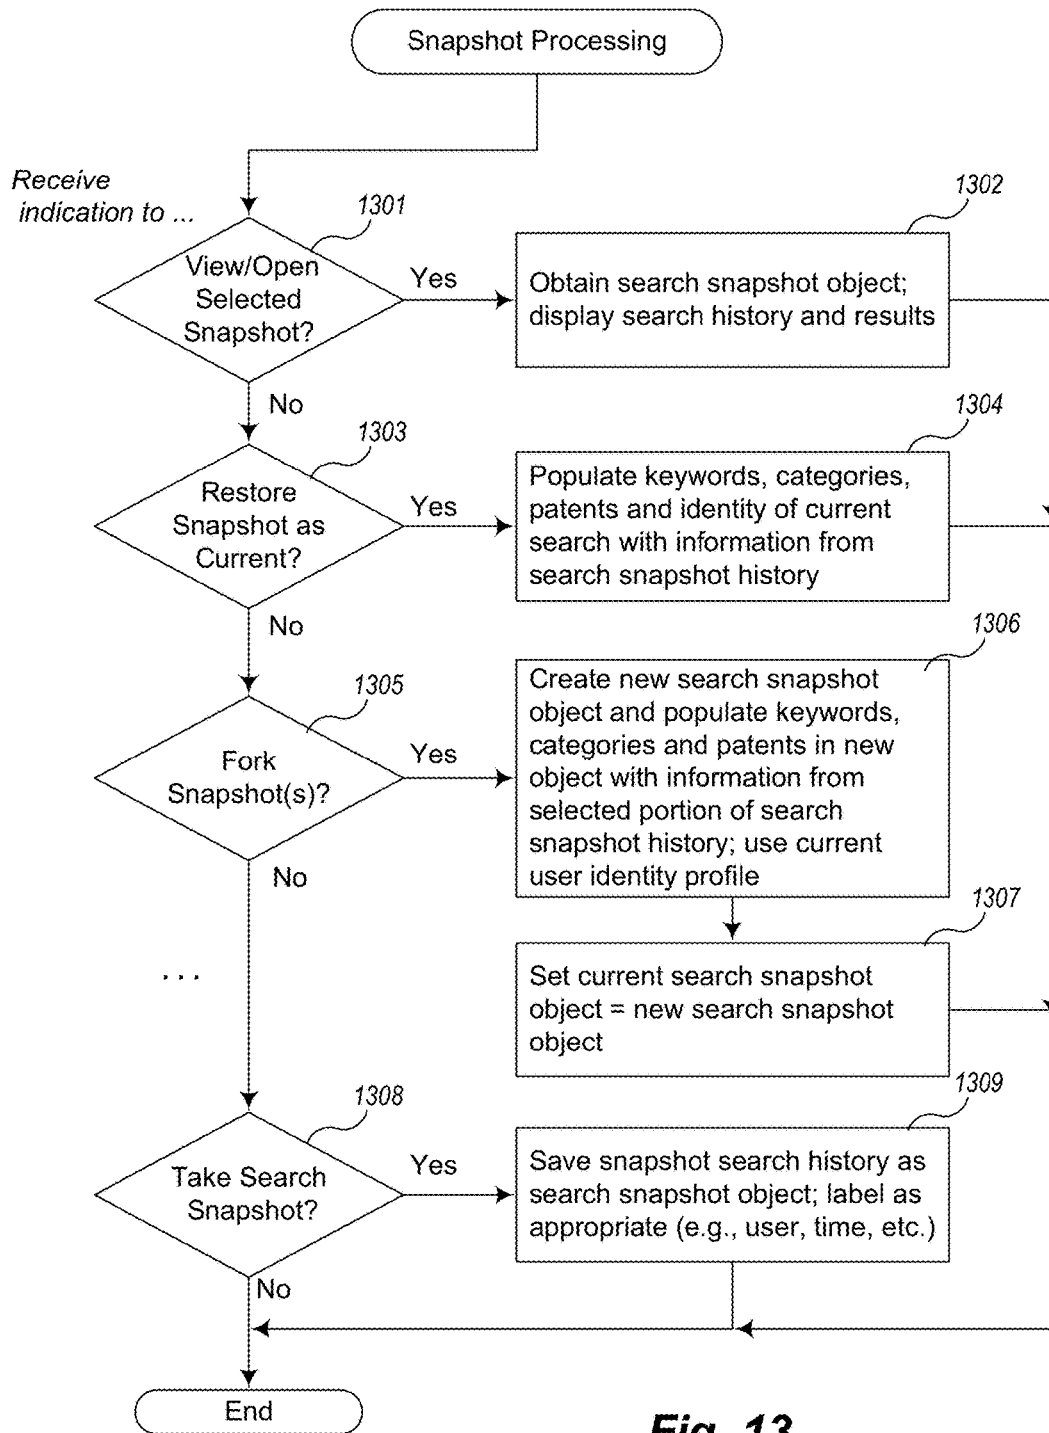 Snapshot Processing
Receive
indication to ...
1301
View/Open
Selected
Snapshot?
Yes
1302
Obtain search snapshot object;
display search history and results
No
1303
Restore
Snapshot as
Current?
Yes
1304
Populate keywords, categories,
patents and identity of current
search with information from
search snapshot history
No
1305
Fork
Snapshot(s)?
Yes
1306
Create new search snapshot
object and populate keywords,
categories and patents in new
object with information from
selected portion of search
snapshot history; use current
user identity profile
No
1307
Set current search snapshot
object = new search snapshot
object
. . .
1308
Take Search
Snapshot?
Yes
1309
Save snapshot search history as
search snapshot object; label as
appropriate (e.g., user, time, etc.)
No
End
Fig. 13